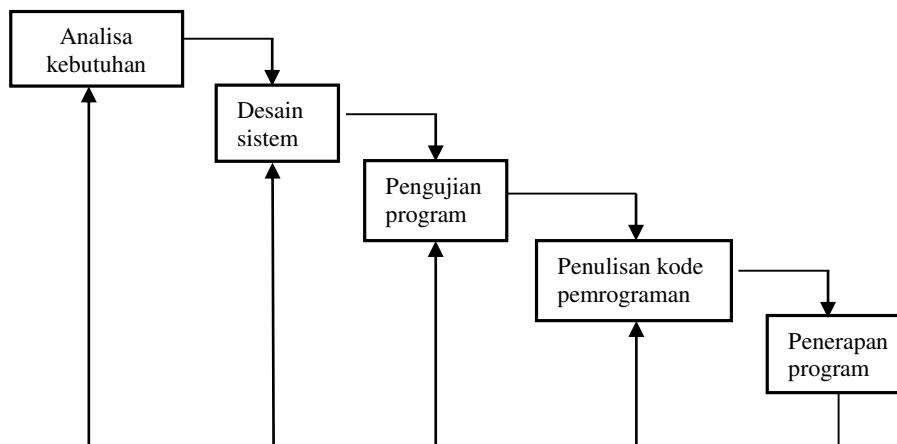 Analisa
kebutuhan
Desain
sistem
Pengujian
program
Penulisan kode
pemrograman
Penerapan
program